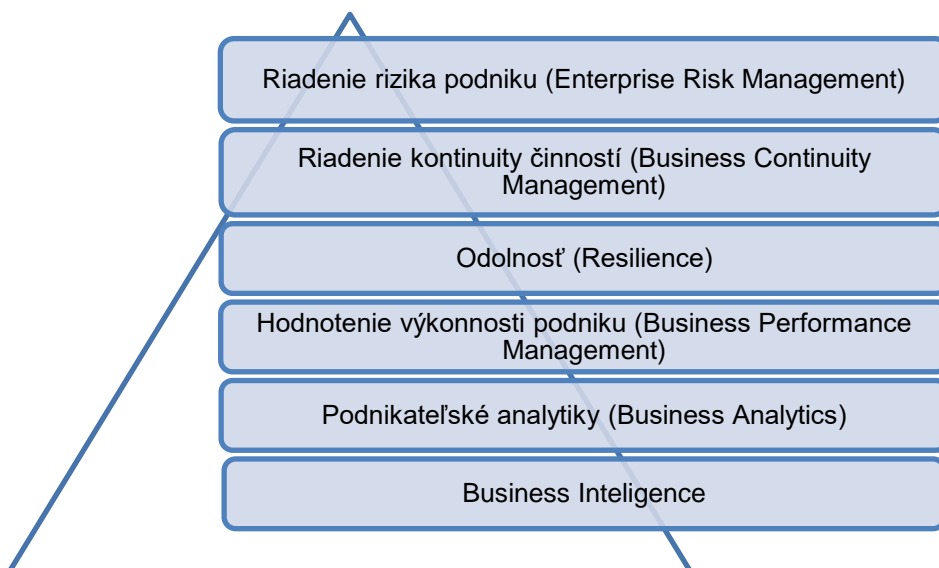 Riadenie rizika podniku (Enterprise Risk Management)
Riadenie kontinuity činností (Business Continuity
Management)
Odolnosť (Resilience)
Hodnotenie výkonnosti podniku (Business Performance
Management)
Podnikateľské analytiky (Business Analytics)
Business Inteligence